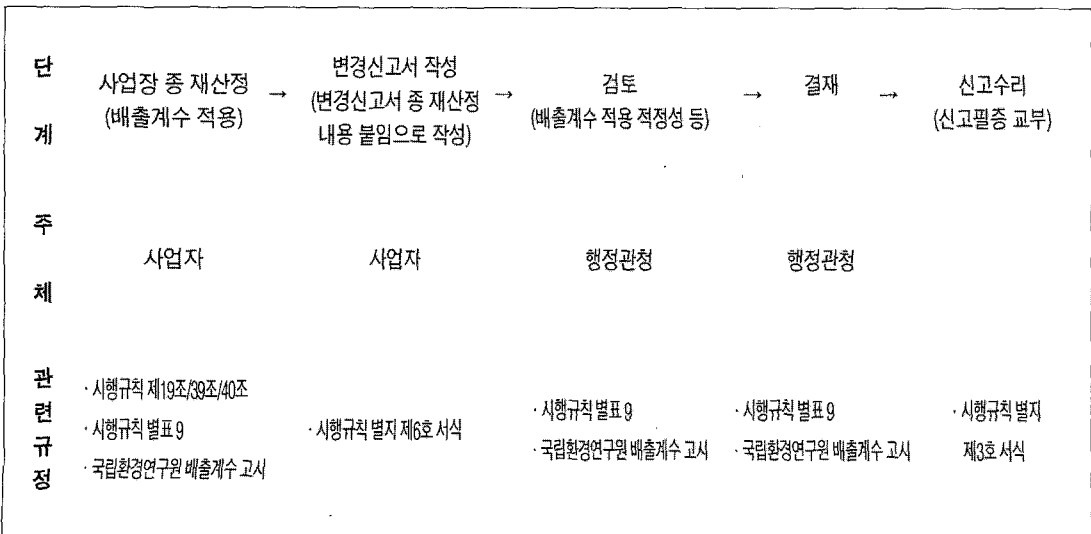 단계
사업장 종 재산정
(배출계수 적용)
→
변경신고서 작성
(변경신고서 종 재산정
내용 붙임으로 작성)
→
검토
(배출계수 적용 적정성 등)
→
결재
→
신고수리
(신고필증 교부)
주체
사업자
사업자
행정관청
행정관청
관련규정
· 시행규칙 제19조/39조/40조
· 시행규칙 별표 9
· 국립환경연구원 배출계수 고시
· 시행규칙 별지 제6호 서식
· 시행규칙 별표 9
· 국립환경연구원 배출계수 고시
· 시행규칙 별표 9
· 국립환경연구원 배출계수 고시
· 시행규칙 별지
제3호 서식